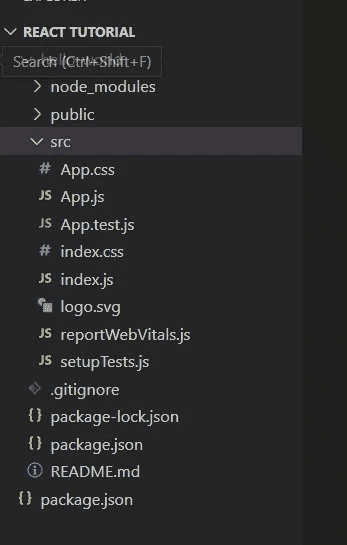 REACT TUTORIAL
Search (Ctrl+Shift+F)
node_modules
public
src
# App.css
JS App.js
JS App.test.js
# index.css
JS index.js
logo.svg
JS reportWebVitals.js
JS setupTests.js
.gitignore
{} package-lock.json
{} package.json
README.md
{} package.json